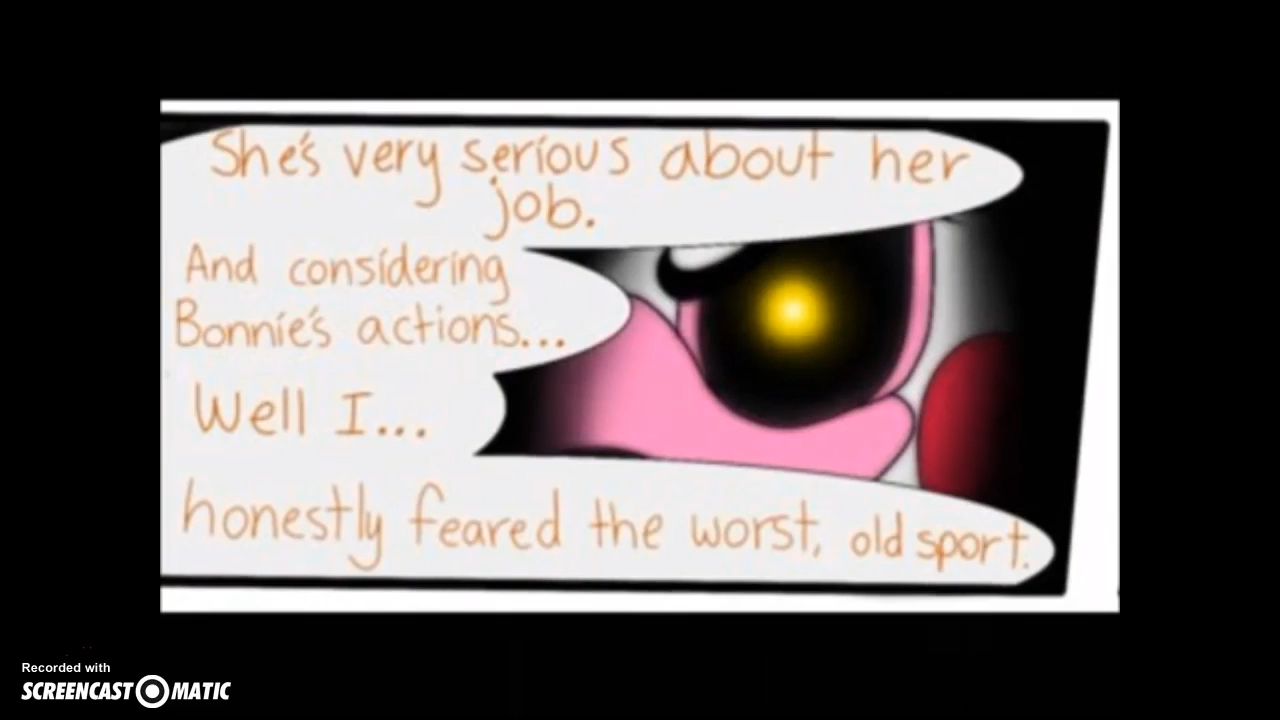 She's very serious about her
job.
And considering
Bonnie's actions...
Well I...
honestly feared the worst, old sport.
Recorded with
SCREENCAST MATIC